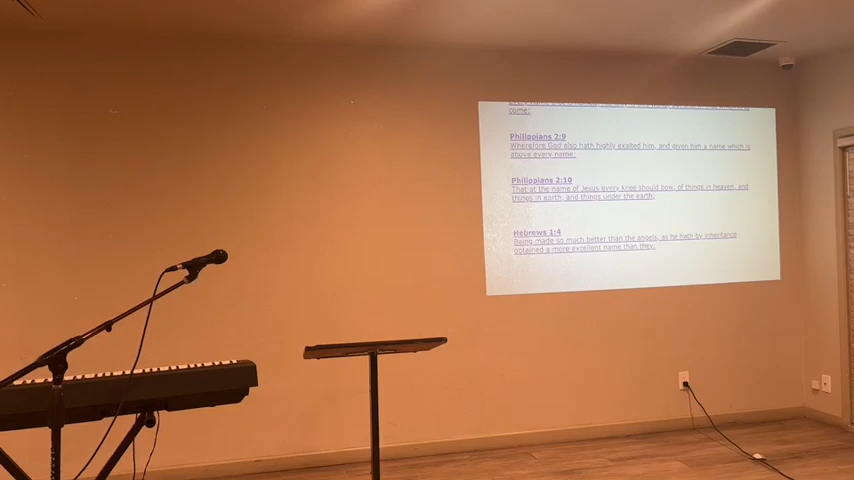 come:
Philippians 2:9
Wherefore God also hath highly exalted him, and given him a name which is
above every name:
Philippians 2:10
That at the name of Jesus every knee should bow, of things in heaven, and
things in earth, and things under the earth;
Hebrews 1:4
Being made so much better than the angels, as he hath by inheritance
obtained a more excellent name than they.